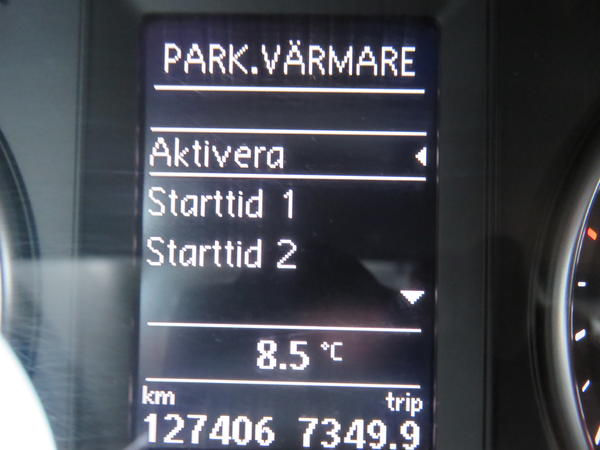 PARK.VÄRMARE
Aktivera
Starttid 1
Starttid 2
8.5 °C
km trip
127406 7349.9